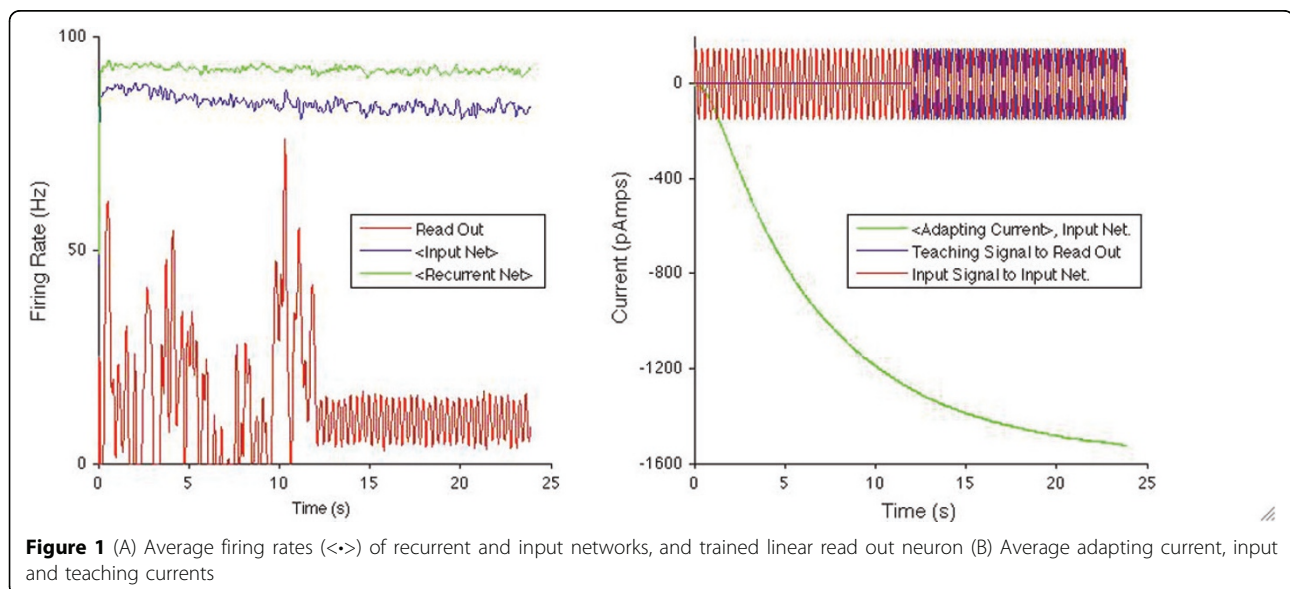 100
50
0
Firing Rate (Hz)
Read Out
<Input Net>
<Recurrent Net>
0 5 10 15 20 25
Time (s)
0
-400
-800
-1200
-1600
Current (pAmps)
<Adapting Current>, Input Net.
Teaching Signal to Read Out
Input Signal to Input Net.
0 5 10 15 20 25
Time (s)
Figure 1 (A) Average firing rates (<•>) of recurrent and input networks, and trained linear read out neuron (B) Average adapting current, input
and teaching currents